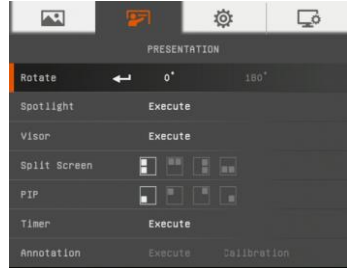 PRESENTATION
Rotate 0° 180°
Spotlight Execute
Visor Execute
Split Screen
PIP
Timer Execute
Annotation Execute Calibration